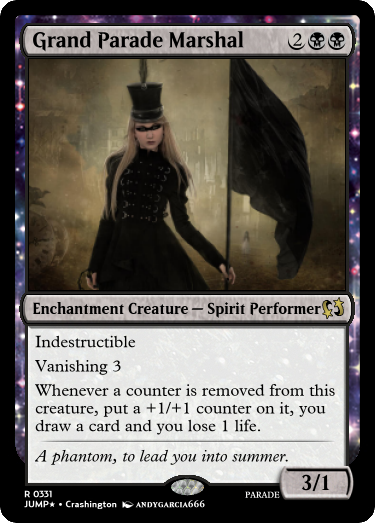 Grand Parade Marshal 2
Enchantment Creature — Spirit Performer
Indestructible
Vanishing 3
Whenever a counter is removed from this
creature, put a +1/+1 counter on it, you
draw a card and you lose 1 life.
A phantom, to lead you into summer.
3/1
R 0331
JUMP★ • Crashington ANDYGARCIA666
PARADE